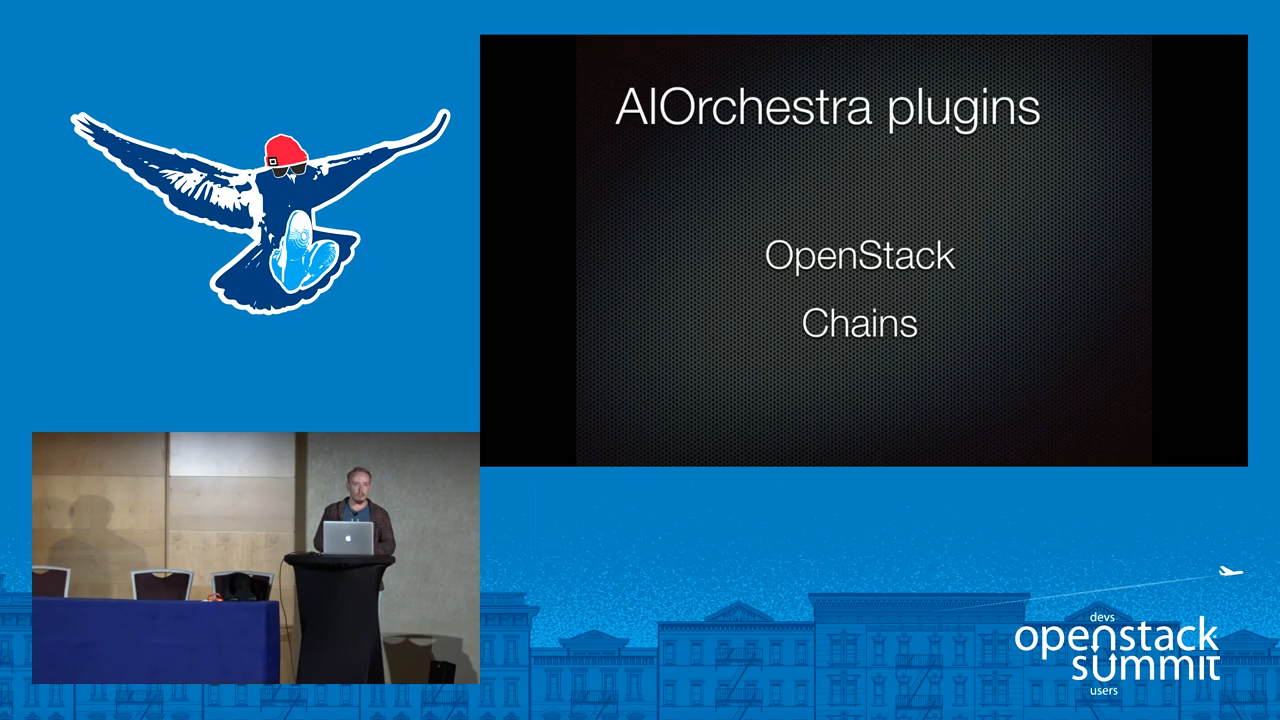 AIOrchestra plugins
OpenStack
Chains
devs
openstack
summit
users